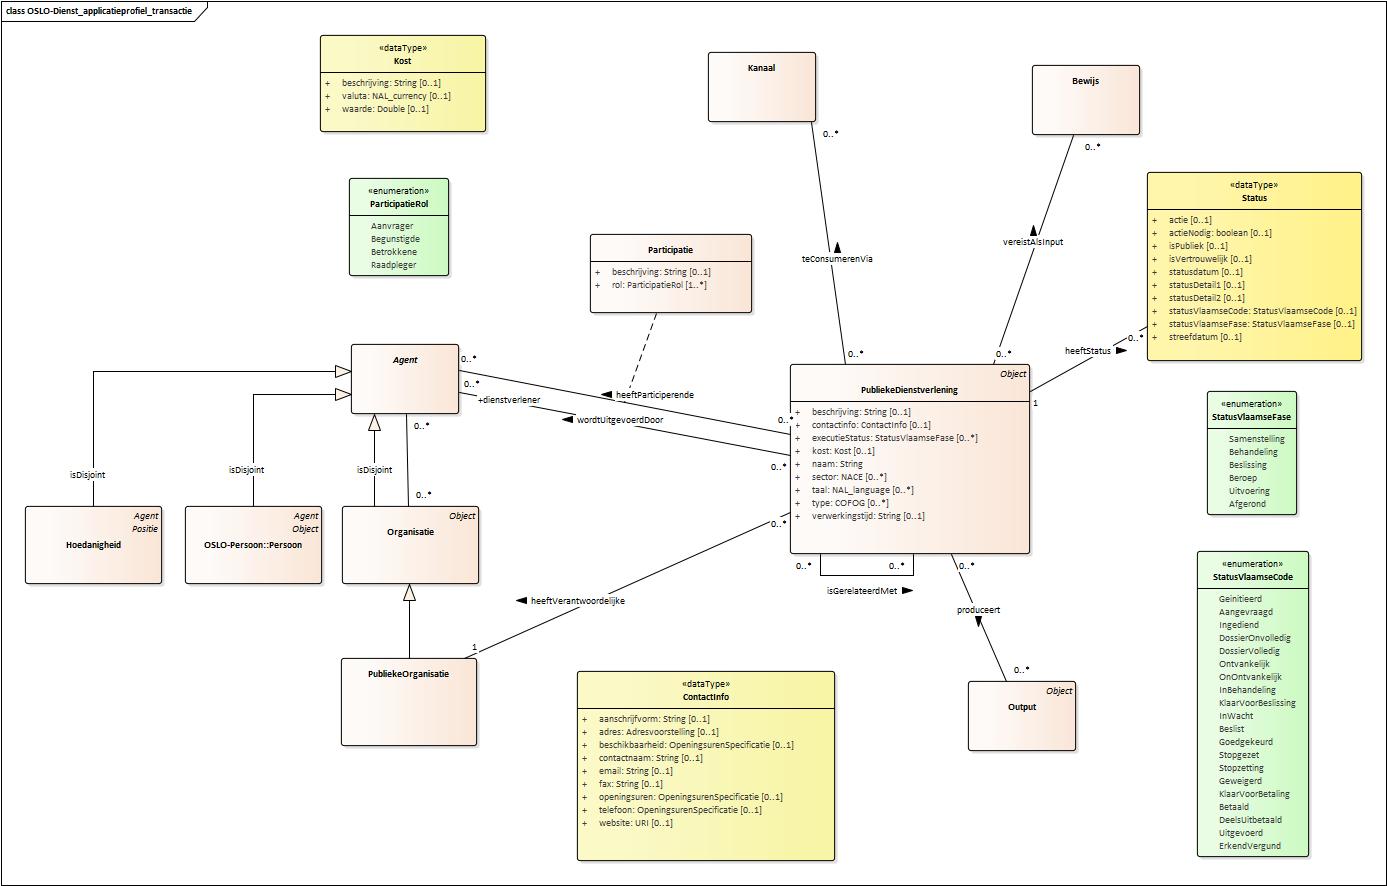 class OSLO-Dienst_applicatieprofiel_transactie
«dataType»
Kost
+ beschrijving: String [0..1]
+ valuta: NAL_currency [0..1]
+ waarde: Double [0..1]
Kanaal
0..*
Bewijs
0..*
«enumeration»
ParticipatieRol
Aanvrager
Begunstigde
Betrokkene
Raadpleger
«dataType»
Status
+ actie [0..1]
+ actieNodig: boolean [0..1]
+ isPubliek [0..1]
+ isVertrouwelijk [0..1]
+ statusdatum [0..1]
+ statusDetail1 [0..1]
+ statusDetail2 [0..1]
+ statusVlaamseCode: StatusVlaamseCode [0..1]
+ statusVlaamseFase: StatusVlaamseFase [0..1]
+ streefdatum [0..1]
Participatie
+ beschrijving: String [0..1]
+ rol: ParticipatieRol [1..*]
teConsumerenVia
vereistAlsInput
0..*
heeftStatus
0..*
0..*
1
Agent
0..*
0..*
+dienstverlener
heeftParticiperende
wordtUitgevoerdDoor
0..*
0..*
0..*
Object
PubliekeDienstverlening
+ beschrijving: String [0..1]
+ contactinfo: ContactInfo [0..1]
+ executieStatus: StatusVlaamseFase [0..*]
+ kost: Kost [0..1]
+ naam: String
+ sector: NACE [0..*]
+ taal: NAL_language [0..*]
+ type: COFOG [0..*]
+ verwerkingstijd: String [0..1]
«enumeration»
StatusVlaamseFase
Samenstelling
Behandeling
Beslissing
Beroep
Uitvoering
Afgerond
0..*
isDisjoint
isDisjoint
isDisjoint
0..*
Agent
Positie
Hoedanigheid
Agent
Object
OSLO-Persoon::Persoon
Object
Organisatie
0..*
0..*
isGerelateerdMet
0..*
produceert
0..*
heeftVerantwoordelijke
1
PubliekeOrganisatie
Object
Output
«dataType»
ContactInfo
+ aanschrijfvorm: String [0..1]
+ adres: Adresvoorstelling [0..1]
+ beschikbaarheid: OpeningsurenSpecificatie [0..1]
+ contactnaam: String [0..1]
+ email: String [0..1]
+ fax: String [0..1]
+ openingsuren: OpeningsurenSpecificatie [0..1]
+ telefoon: OpeningsurenSpecificatie [0..1]
+ website: URI [0..1]
«enumeration»
StatusVlaamseCode
Geinitieerd
Aangevraagd
Ingediend
DossierOnvolledig
DossierVolledig
Ontvankelijk
OnOntvankelijk
InBehandeling
KlaarVoorBeslissing
InWacht
Beslist
Goedgekeurd
Stopgezet
Stopzetting
Geweigerd
KlaarVoorBetaling
Betaald
DeelsUitbetaald
Uitgevoerd
ErkendVergund